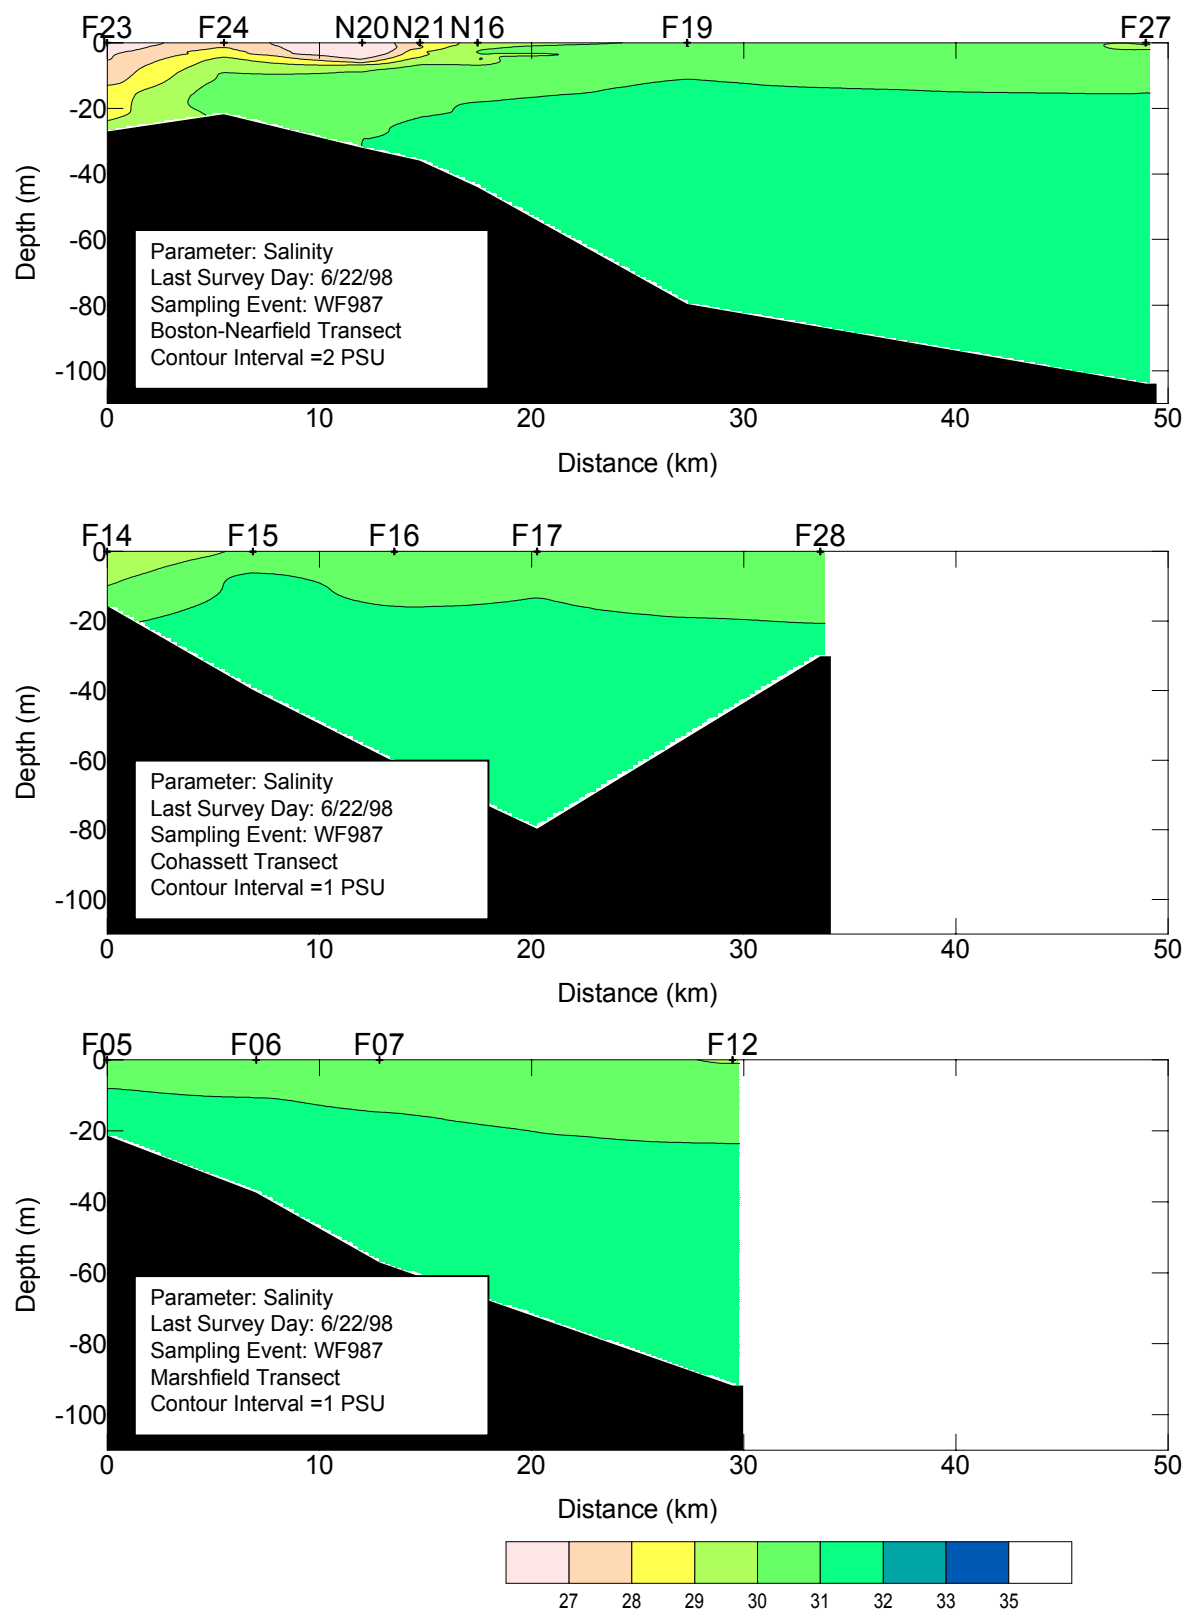 F23 F24 N20 N21 N16 F19 F27
0
-20
-40
-60
-80
-100
Depth (m)
Parameter: Salinity
Last Survey Day: 6/22/98
Sampling Event: WF987
Boston-Nearfield Transect
Contour Interval =2 PSU
0 10 20 30 40 50
Distance (km)
F14 F15 F16 F17 F28
0
-20
-40
-60
-80
-100
Depth (m)
Parameter: Salinity
Last Survey Day: 6/22/98
Sampling Event: WF987
Cohassett Transect
Contour Interval =1 PSU
0 10 20 30 40 50
Distance (km)
F05 F06 F07 F12
0
-20
-40
-60
-80
-100
Depth (m)
Parameter: Salinity
Last Survey Day: 6/22/98
Sampling Event: WF987
Marshfield Transect
Contour Interval =1 PSU
0 10 20 30 40 50
Distance (km)
27 28 29 30 31 32 33 35